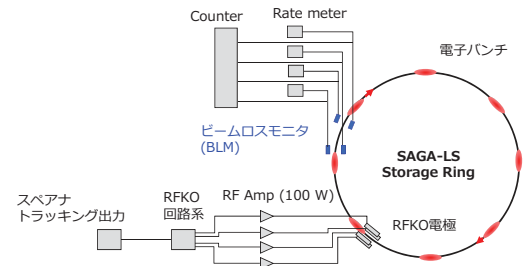 Counter
Rate meter
電子バンチ
ビームロスモニタ
(BLM)
SAGA-LS
Storage Ring
スペアナ
トラッキング出力
RFKO
回路系
RF Amp (100 W)
RFKO電極